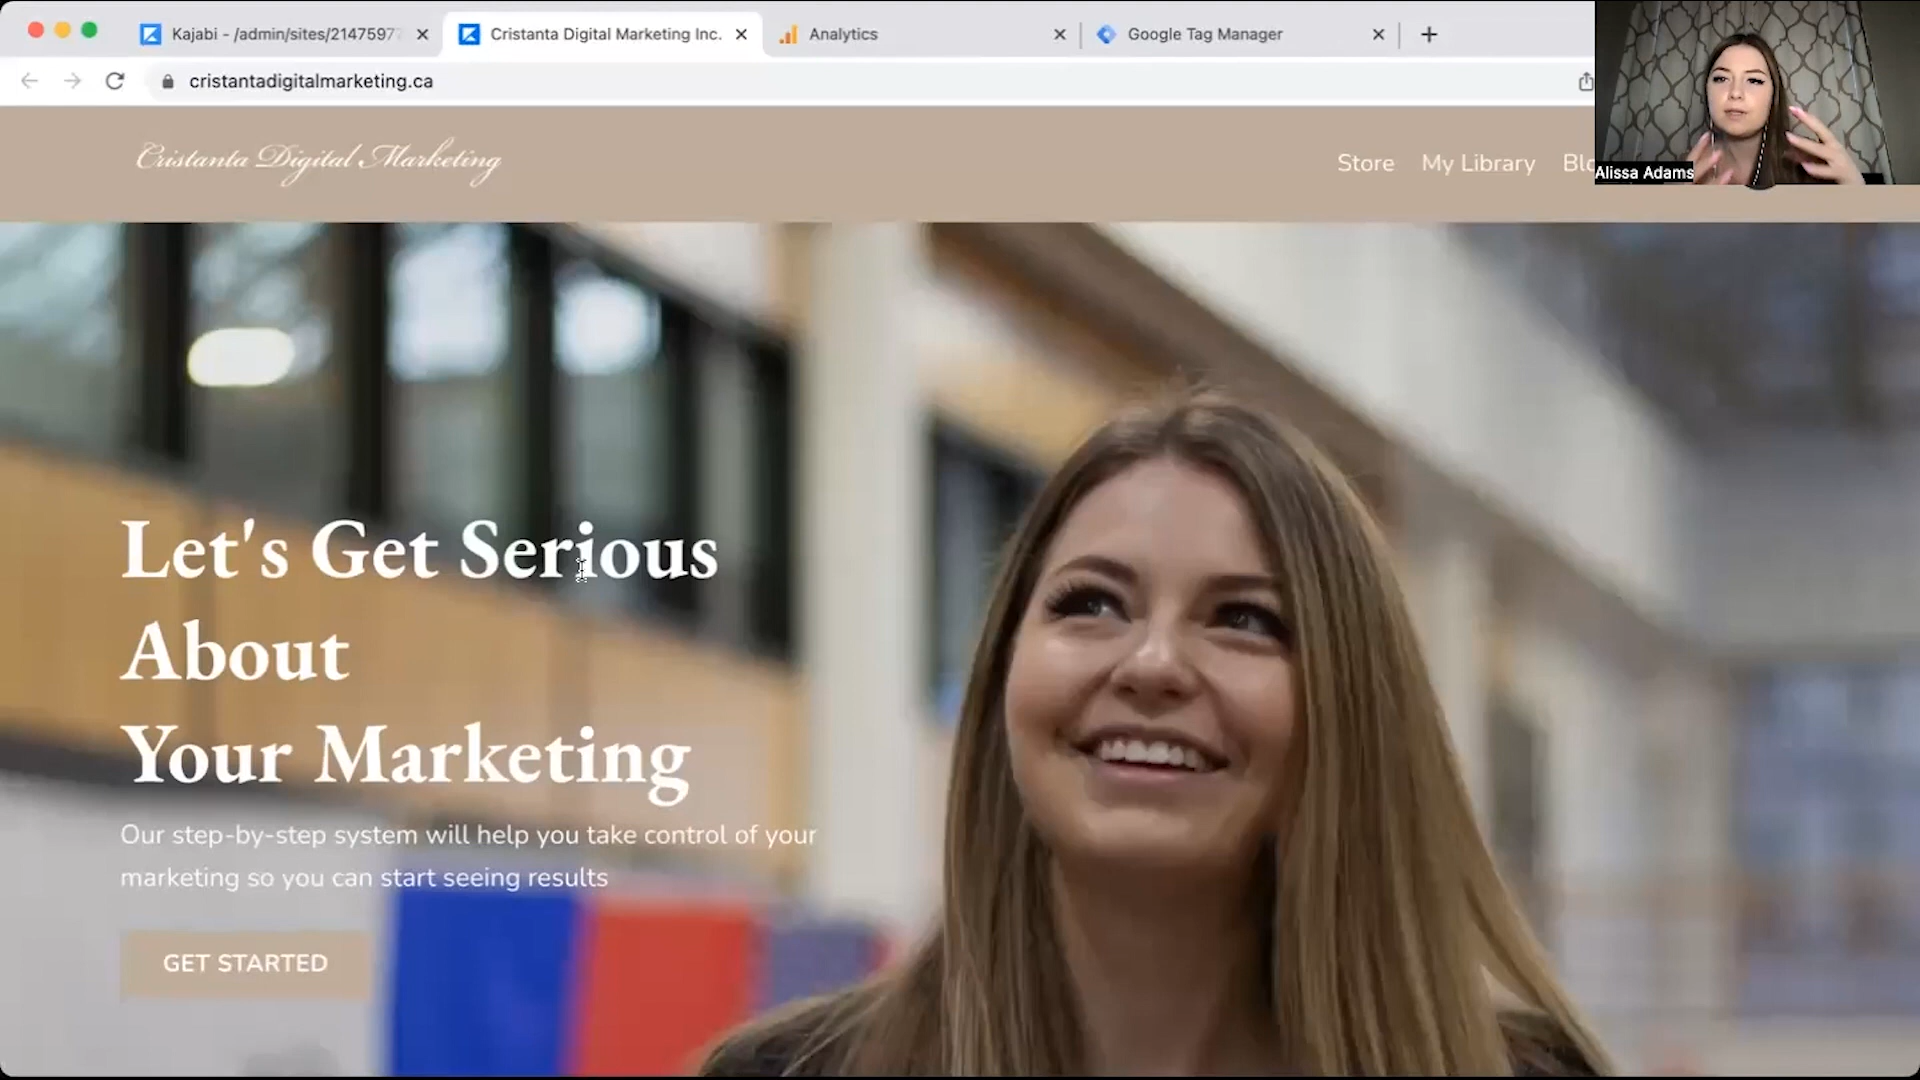 Kajabi - /admin/sites/2147597
Cristanta Digital Marketing Inc.
Analytics
Google Tag Manager
cristantadigitalmarketing.ca
Alissa Adams
Cristanta Digital Marketing
Store
My Library
Blo
Let's Get Serious
About
Your Marketing
Our step-by-step system will help you take control of your
marketing so you can start seeing results
GET STARTED